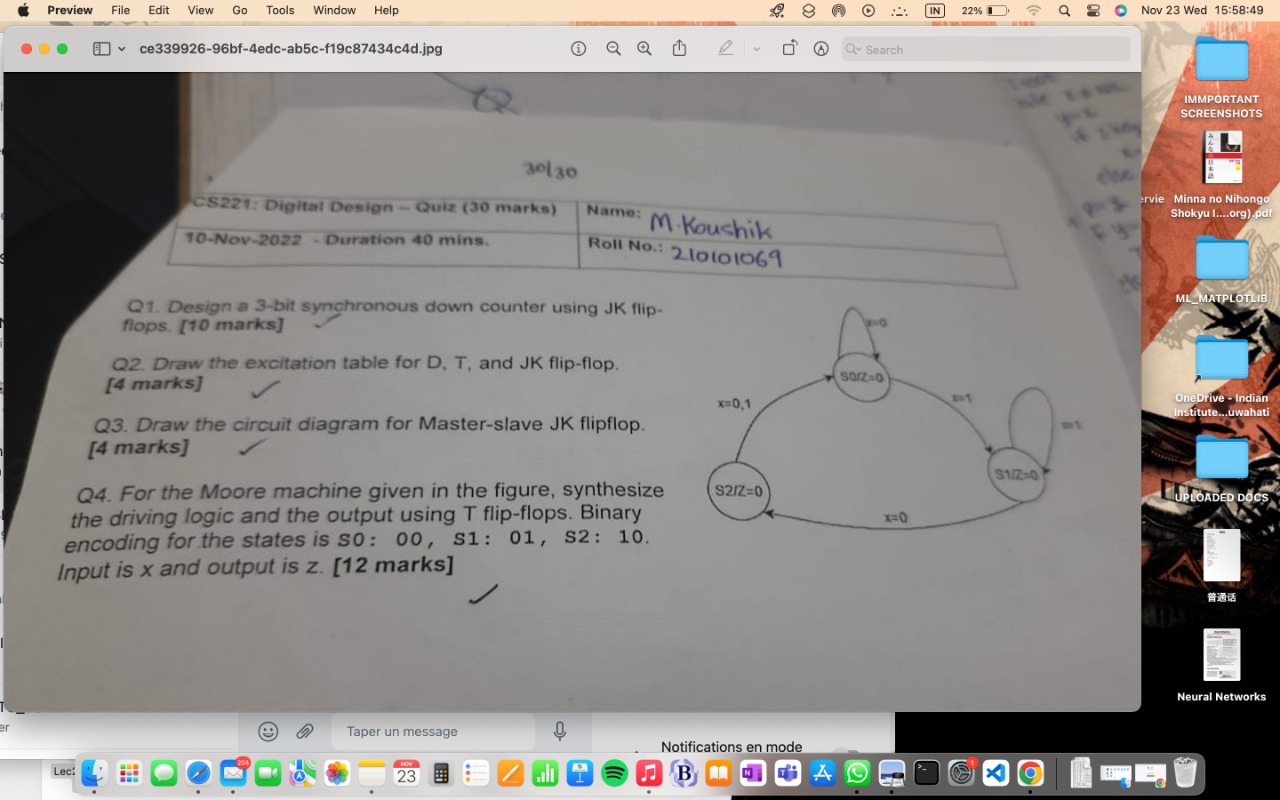 Preview File Edit View Go Tools Window Help
IN 22% Nov 23 Wed 15:58:49
ce339926-96bf-4edc-ab5c-f19c87434c4d.jpg
Search
30/30
CS221: Digital Design – Quiz (30 marks)
Name: M.Koushik
10-Nov-2022 - Duration 40 mins.
Roll No.: 210101069
Q1. Design a 3-bit synchronous down counter using JK flip-
flops. [10 marks]
Q2. Draw the excitation table for D, T, and JK flip-flop.
[4 marks]
Q3. Draw the circuit diagram for Master-slave JK flipflop.
[4 marks]
Q4. For the Moore machine given in the figure, synthesize
the driving logic and the output using T flip-flops. Binary
encoding for the states is S0: 00, S1: 01, S2: 10.
Input is x and output is z. [12 marks]
x=0
S0/Z=0
x=0,1
x=1
x=1
S1/Z=0
S2/Z=0
x=0
else
IMMPORTANT
SCREENSHOTS
ervie
Minna no Nihongo
Shokyu I....org).pdf
ML_MATPLOTLIB
OneDrive - Indian
Institute...uwahati
UPLOADED DOCS
普通话
Neural Networks
er
Taper un message
Notifications en mode
Lec2
204
NOV
23
1